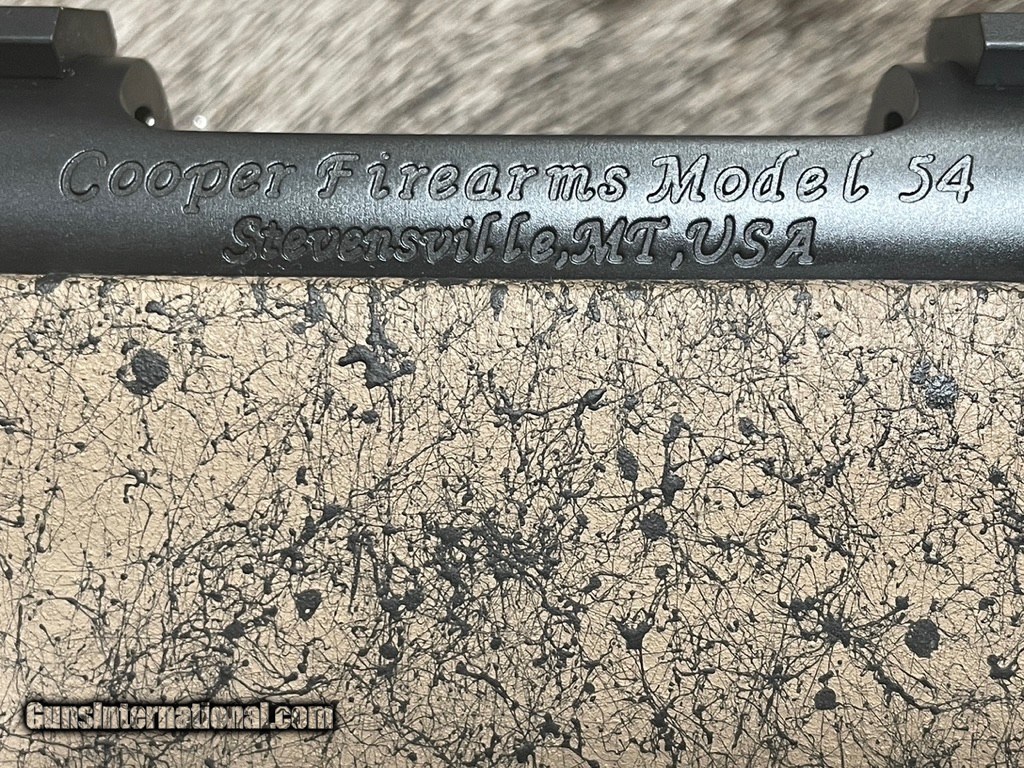 Cooper Firearms Model 54
Stevensville, MT, USA
GunsInternational.com